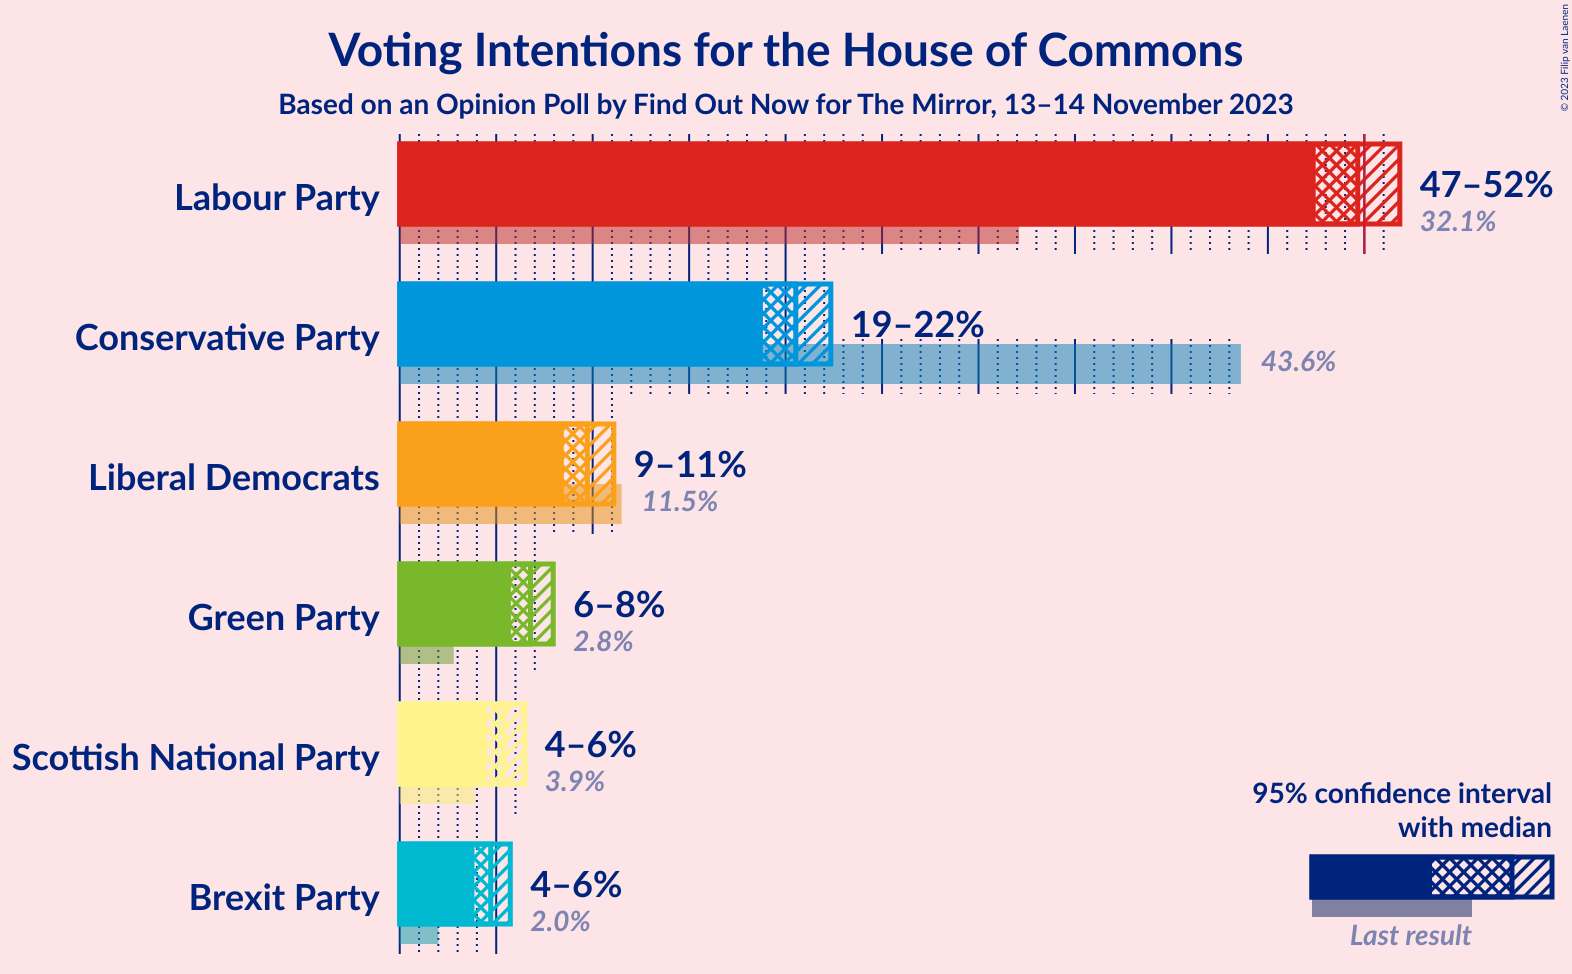 Voting Intentions for the House of Commons
Based on an Opinion Poll by Find Out Now for The Mirror, 13–14 November 2023
© 2023 Filip van Laenen
Labour Party
47–52%
32.1%
Conservative Party
19–22%
43.6%
Liberal Democrats
9–11%
11.5%
Green Party
6–8%
2.8%
Scottish National Party
4–6%
3.9%
Brexit Party
4–6%
2.0%
95% confidence interval
with median
Last result